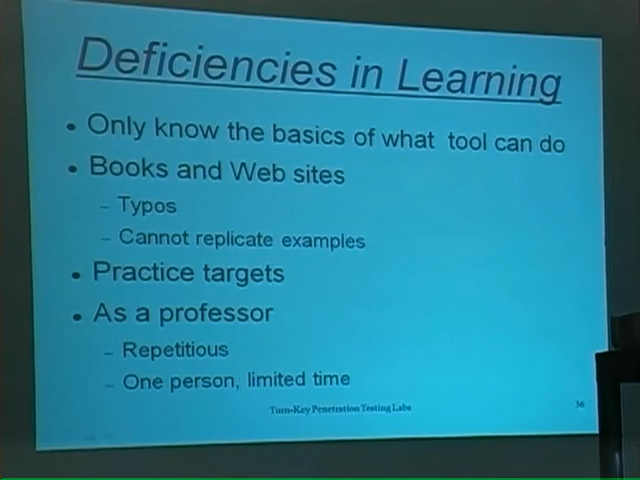 Deficiencies in Learning
• Only know the basics of what tool can do
• Books and Web sites
– Typos
– Cannot replicate examples
• Practice targets
• As a professor
– Repetitious
– One person, limited time
Turn-Key Penetration Testing Labs
36